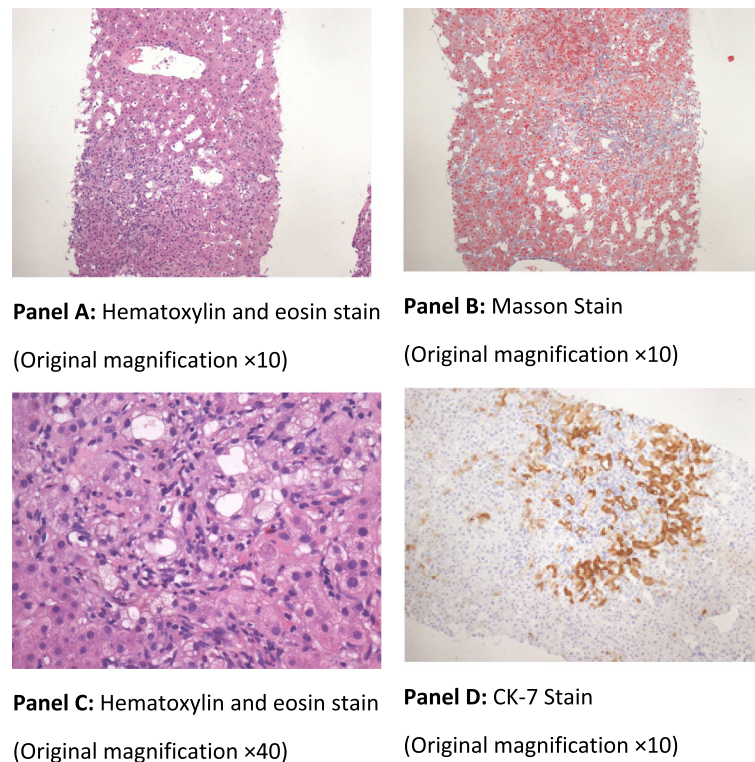 Panel A: Hematoxylin and eosin stain
(Original magnification ×10)
Panel B: Masson Stain
(Original magnification ×10)
Panel C: Hematoxylin and eosin stain
(Original magnification ×40)
Panel D: CK-7 Stain
(Original magnification ×10)